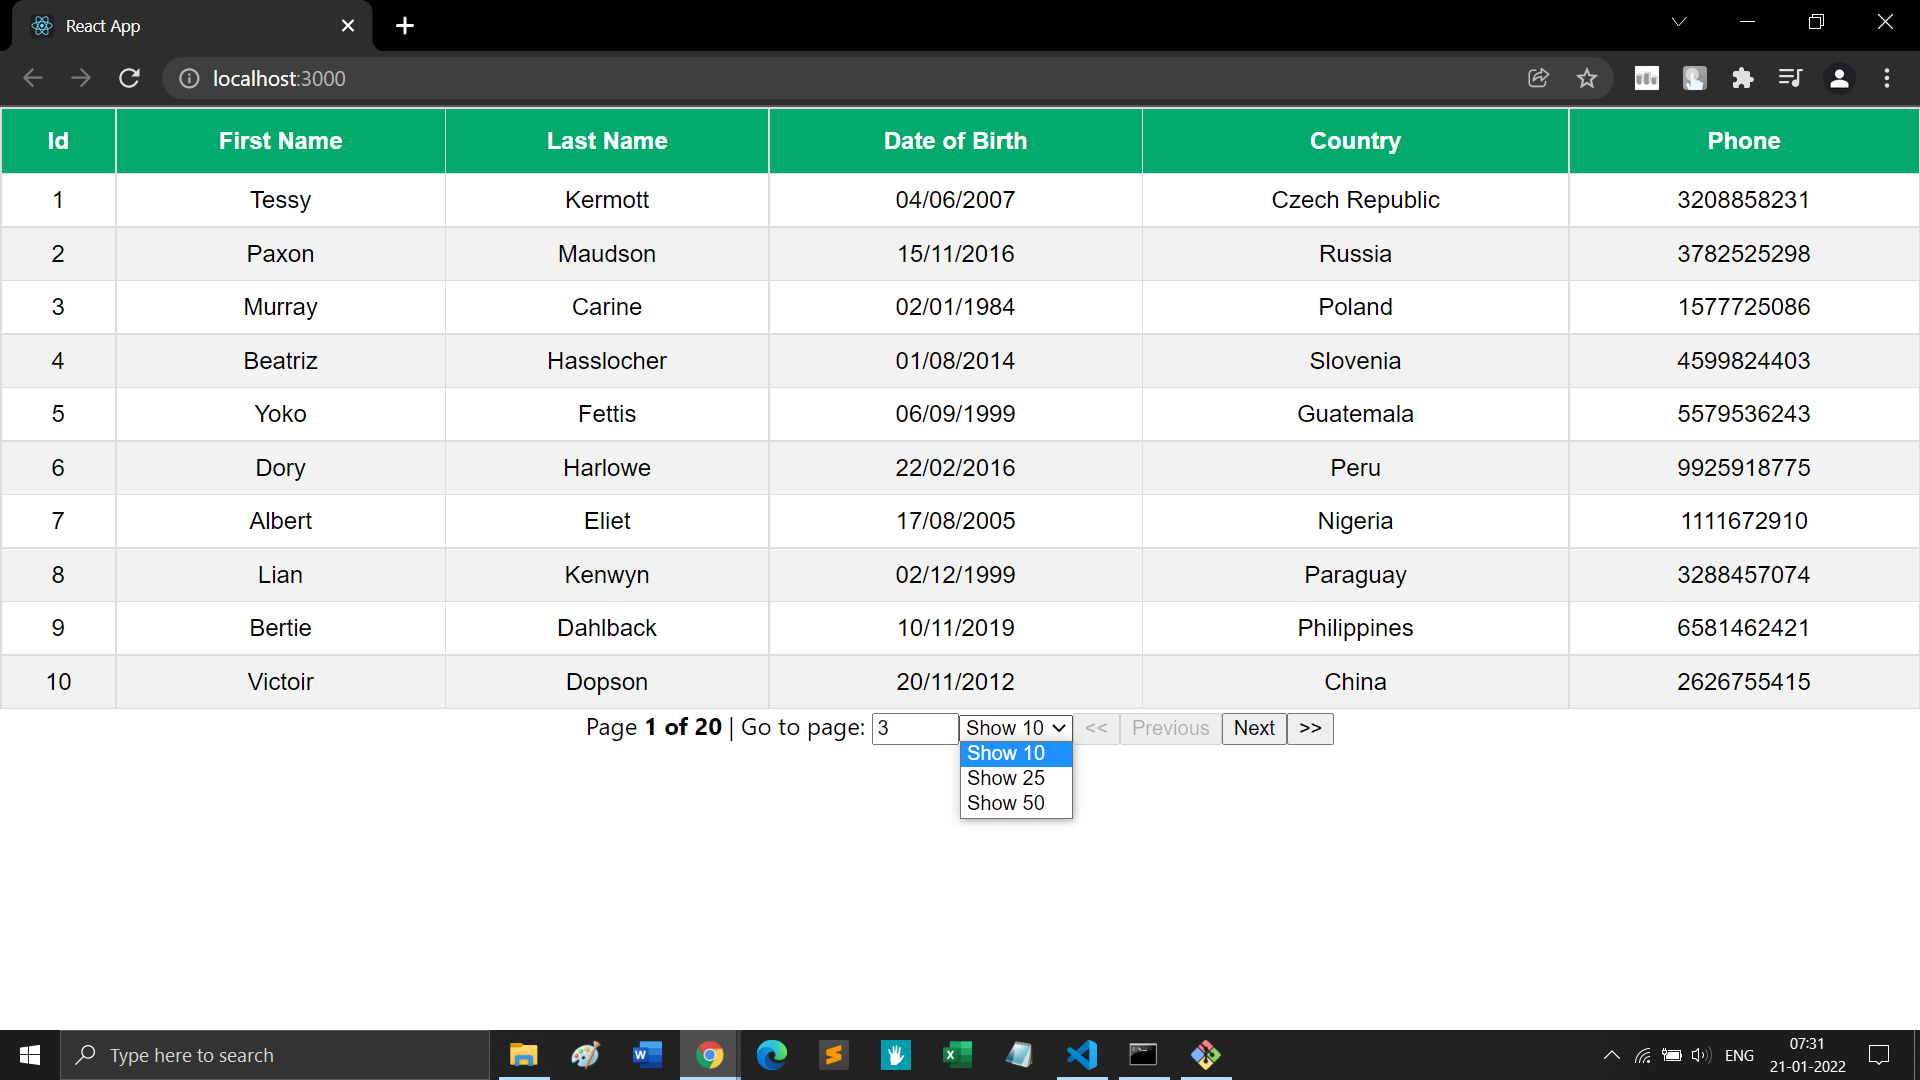 React App
localhost:3000
Id First Name Last Name Date of Birth Country Phone
1 Tessy Kermott 04/06/2007 Czech Republic 3208858231
2 Paxon Maudson 15/11/2016 Russia 3782525298
3 Murray Carine 02/01/1984 Poland 1577725086
4 Beatriz Hasslocher 01/08/2014 Slovenia 4599824403
5 Yoko Fettis 06/09/1999 Guatemala 5579536243
6 Dory Harlowe 22/02/2016 Peru 9925918775
7 Albert Eliet 17/08/2005 Nigeria 1111672910
8 Lian Kenwyn 02/12/1999 Paraguay 3288457074
9 Bertie Dahlback 10/11/2019 Philippines 6581462421
10 Victoir Dopson 20/11/2012 China 2626755415
Page 1 of 20 | Go to page: 3 Show 10 << Previous Next >>
Show 10
Show 25
Show 50
Type here to search
ENG
07:31
21-01-2022